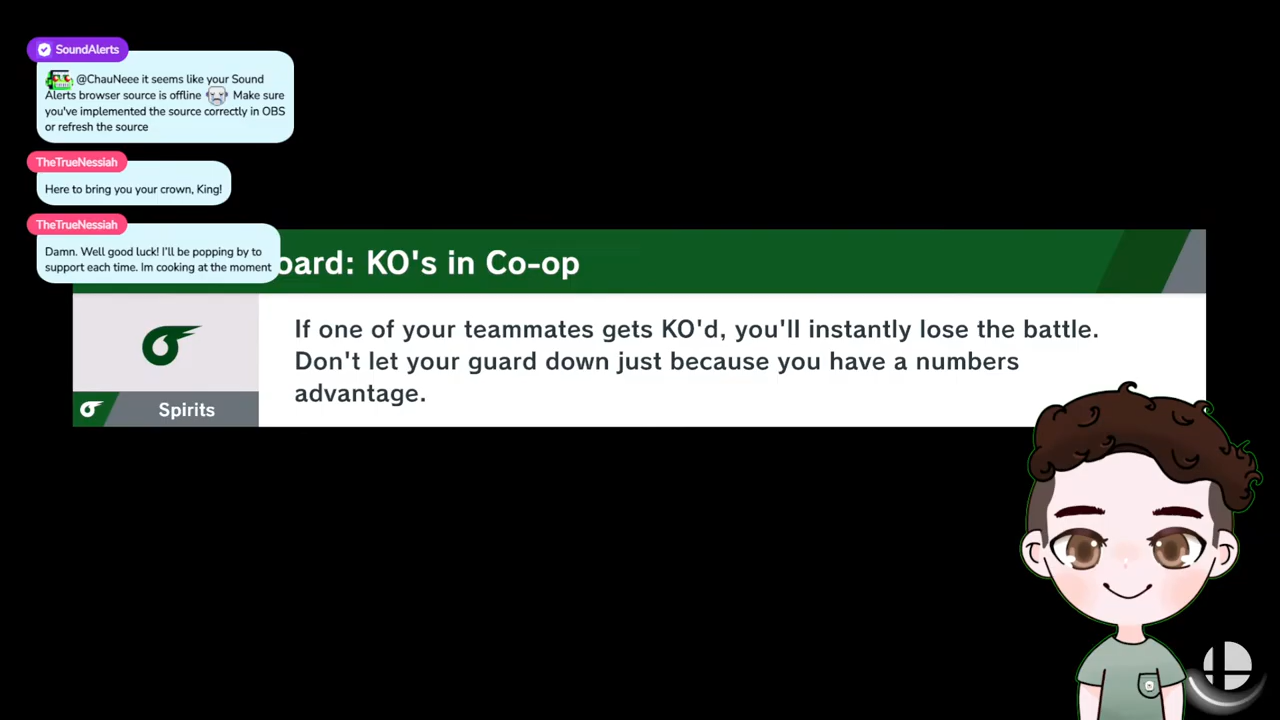 SoundAlerts
@ChauNeee it seems like your Sound
Alerts browser source is offline Make sure
you've implemented the source correctly in OBS
or refresh the source
TheTrueNessiah
Here to bring you your crown, King!
TheTrueNessiah
Damn. Well good luck! I'll be popping by to
support each time. Im cooking at the moment
oard: KO's in Co-op
If one of your teammates gets KO'd, you'll instantly lose the battle.
Don't let your guard down just because you have a numbers
advantage.
Spirits